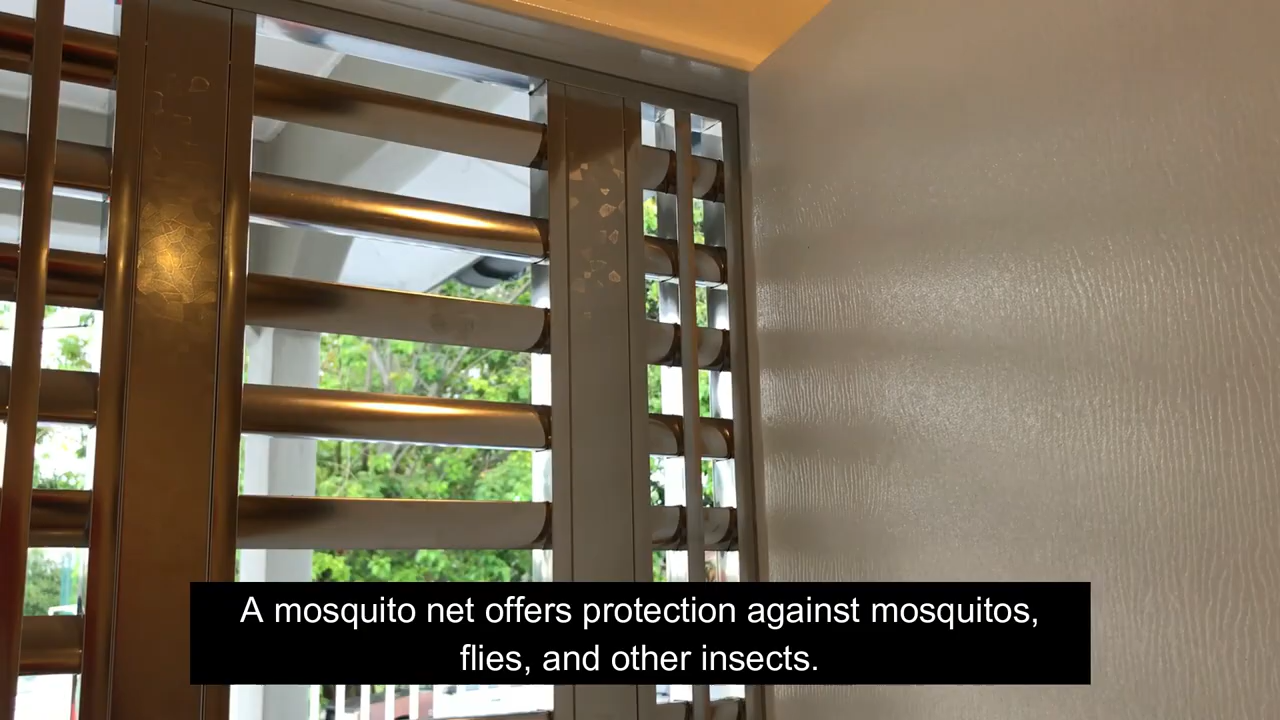 A mosquito net offers protection against mosquitos,
flies, and other insects.